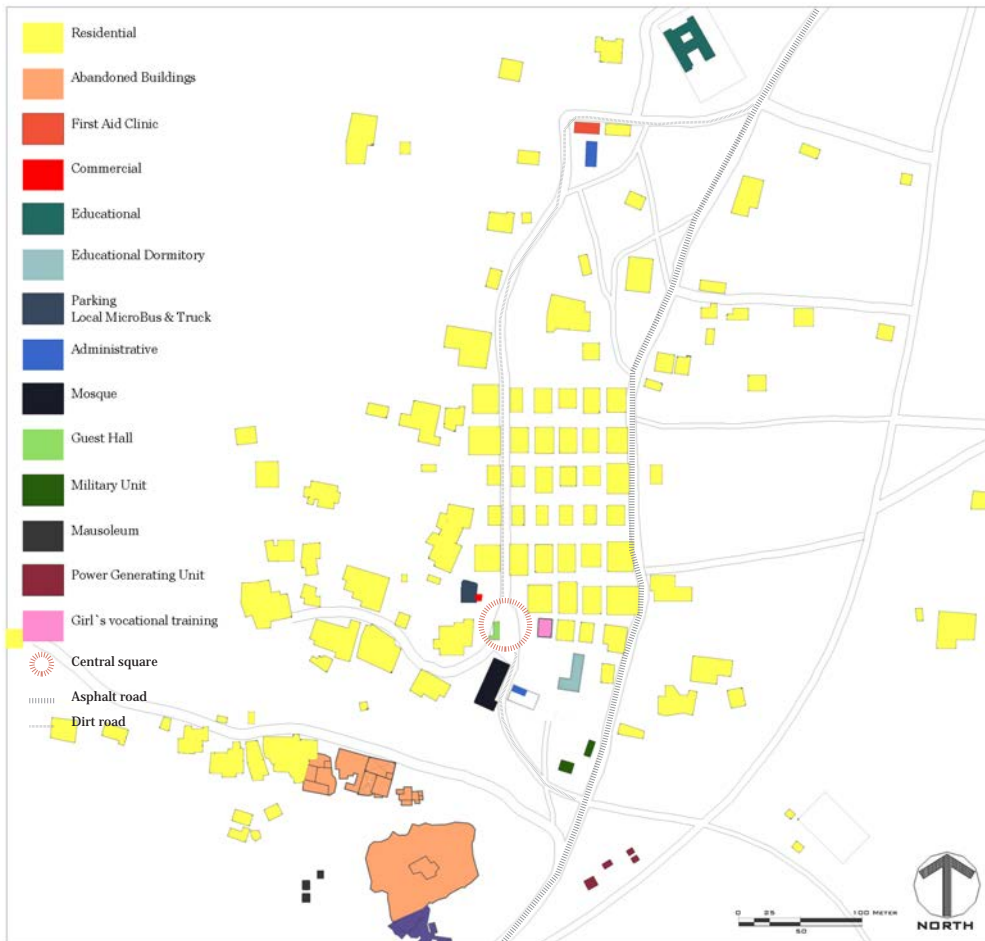 Residential
Abandoned Buildings
First Aid Clinic
Commercial
Educational
Educational Dormitory
Parking
Local MicroBus & Truck
Administrative
Mosque
Guest Hall
Military Unit
Mausoleum
Power Generating Unit
Girl`s vocational training
Central square
Asphalt road
Dirt road
0 25 100 METER
50
NORTH